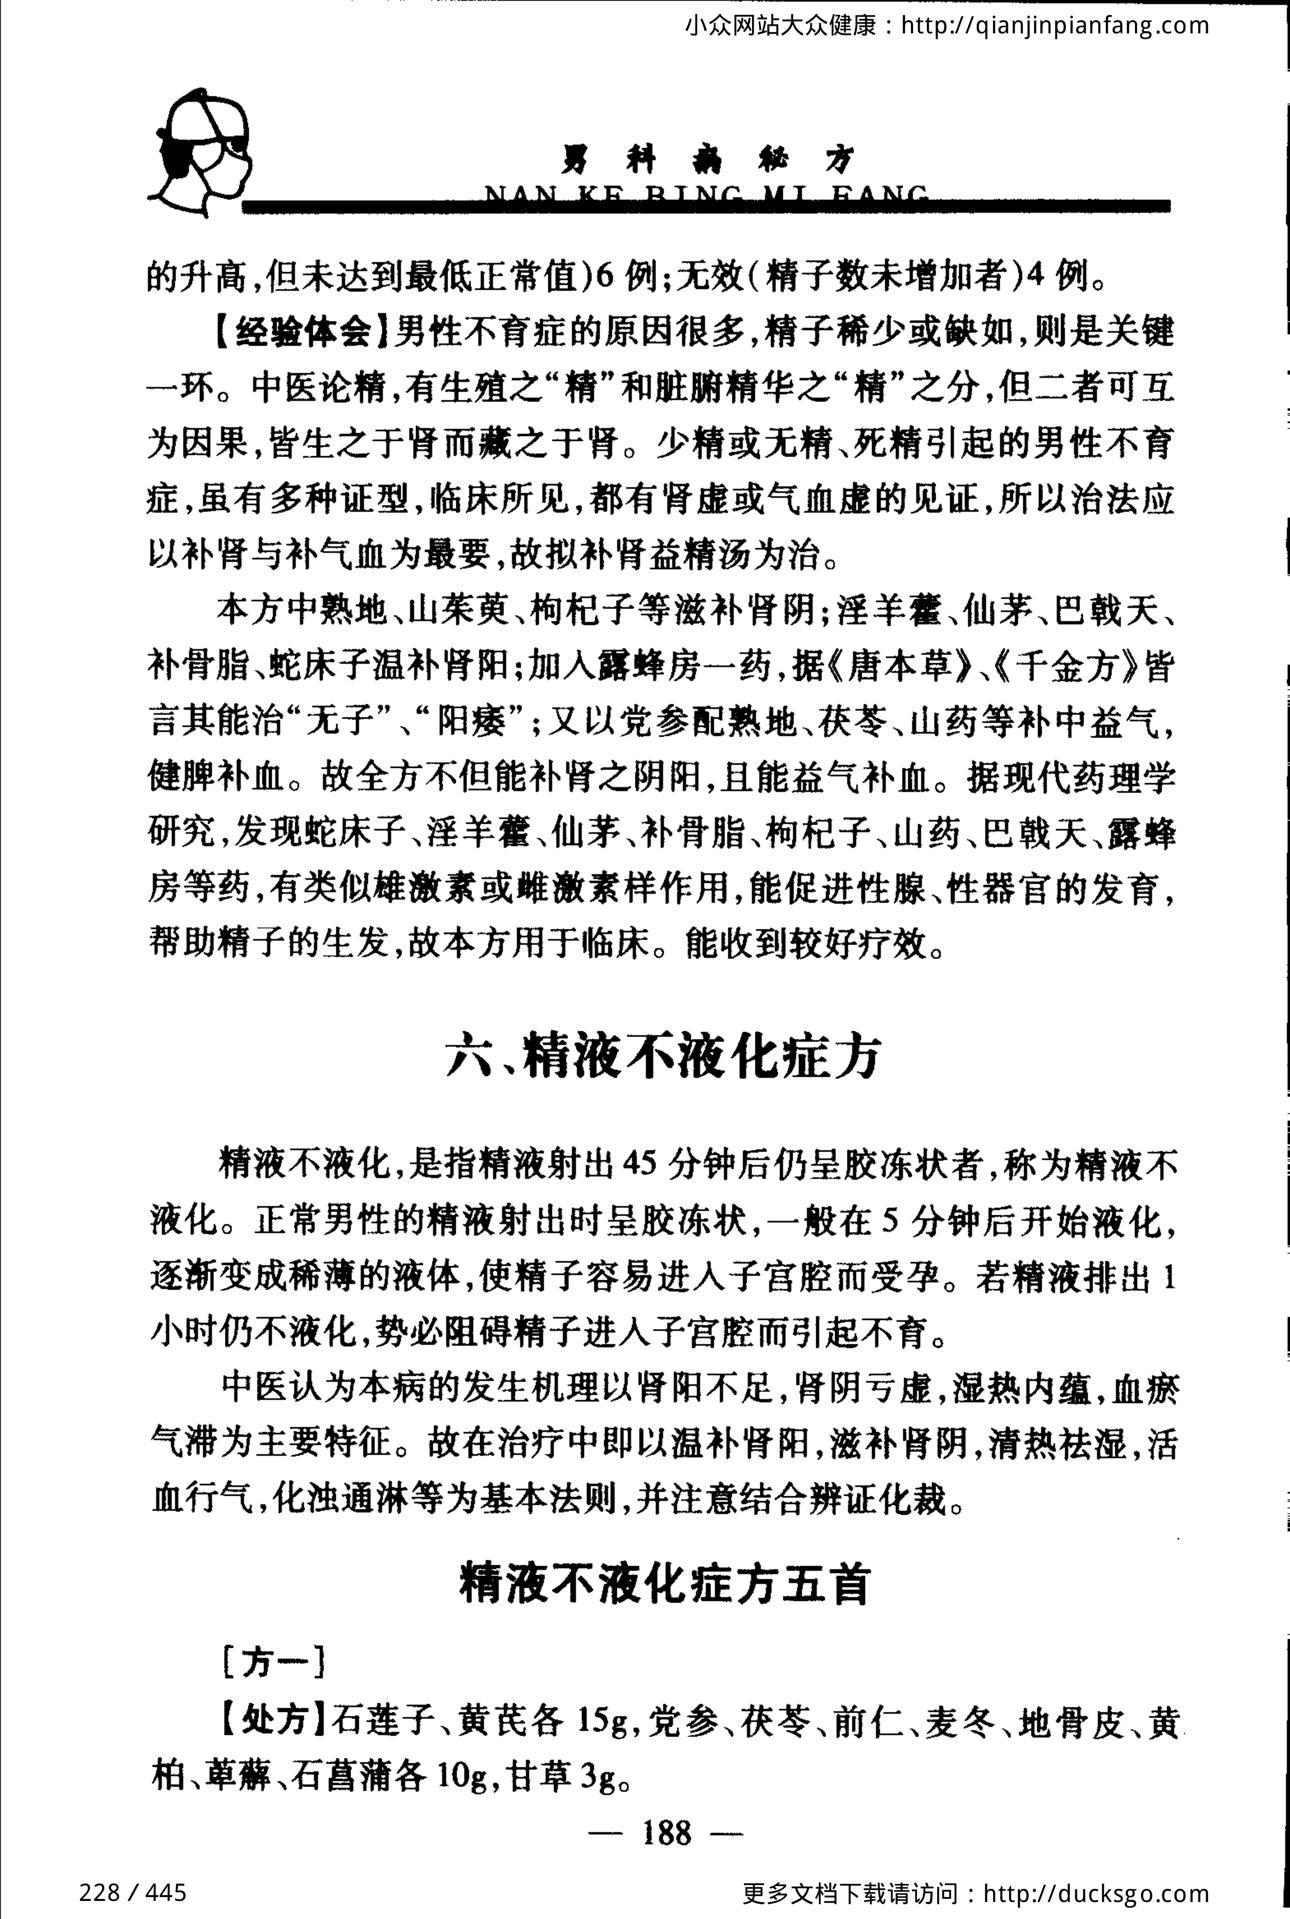 小众网站大众健康：http://qianjinpianfang.com
男科病秘方
NAN KE BING MI FANG
的升高,但未达到最低正常值)6 例;无效(精子数未增加者)4 例。
【经验体会】男性不育症的原因很多,精子稀少或缺如,则是关键
一环。中医论精,有生殖之“精”和脏腑精华之“精”之分,但二者可互
为因果,皆生之于肾而藏之于肾。少精或无精、死精引起的男性不育
症,虽有多种证型,临床所见,都有肾虚或气血虚的见证,所以治法应
以补肾与补气血为最要,故拟补肾益精汤为治。
本方中熟地、山茱萸、枸杞子等滋补肾阴;淫羊藿、仙茅、巴戟天、
补骨脂、蛇床子温补肾阳;加入露蜂房一药,据《唐本草》、《千金方》皆
言其能治“无子”、“阳痿”;又以党参配熟地、茯苓、山药等补中益气,
健脾补血。故全方不但能补肾之阴阳,且能益气补血。据现代药理学
研究,发现蛇床子、淫羊藿、仙茅、补骨脂、枸杞子、山药、巴戟天、露蜂
房等药,有类似雄激素或雌激素样作用,能促进性腺、性器官的发育,
帮助精子的生发,故本方用于临床。能收到较好疗效。
六、精液不液化症方
精液不液化,是指精液射出 45 分钟后仍呈胶冻状者,称为精液不
液化。正常男性的精液射出时呈胶冻状,一般在 5 分钟后开始液化,
逐渐变成稀薄的液体,使精子容易进入子宫腔而受孕。若精液排出 1
小时仍不液化,势必阻碍精子进入子宫腔而引起不育。
中医认为本病的发生机理以肾阳不足,肾阴亏虚,湿热内蕴,血瘀
气滞为主要特征。故在治疗中即以温补肾阳,滋补肾阴,清热祛湿,活
血行气,化浊通淋等为基本法则,并注意结合辨证化裁。
精液不液化症方五首
[方一]
【处方】石莲子、黄芪各 15g,党参、茯苓、前仁、麦冬、地骨皮、黄
柏、萆薢、石菖蒲各 10g,甘草 3g。
— 188 —
228 / 445
更多文档下载请访问：http://ducksgo.com